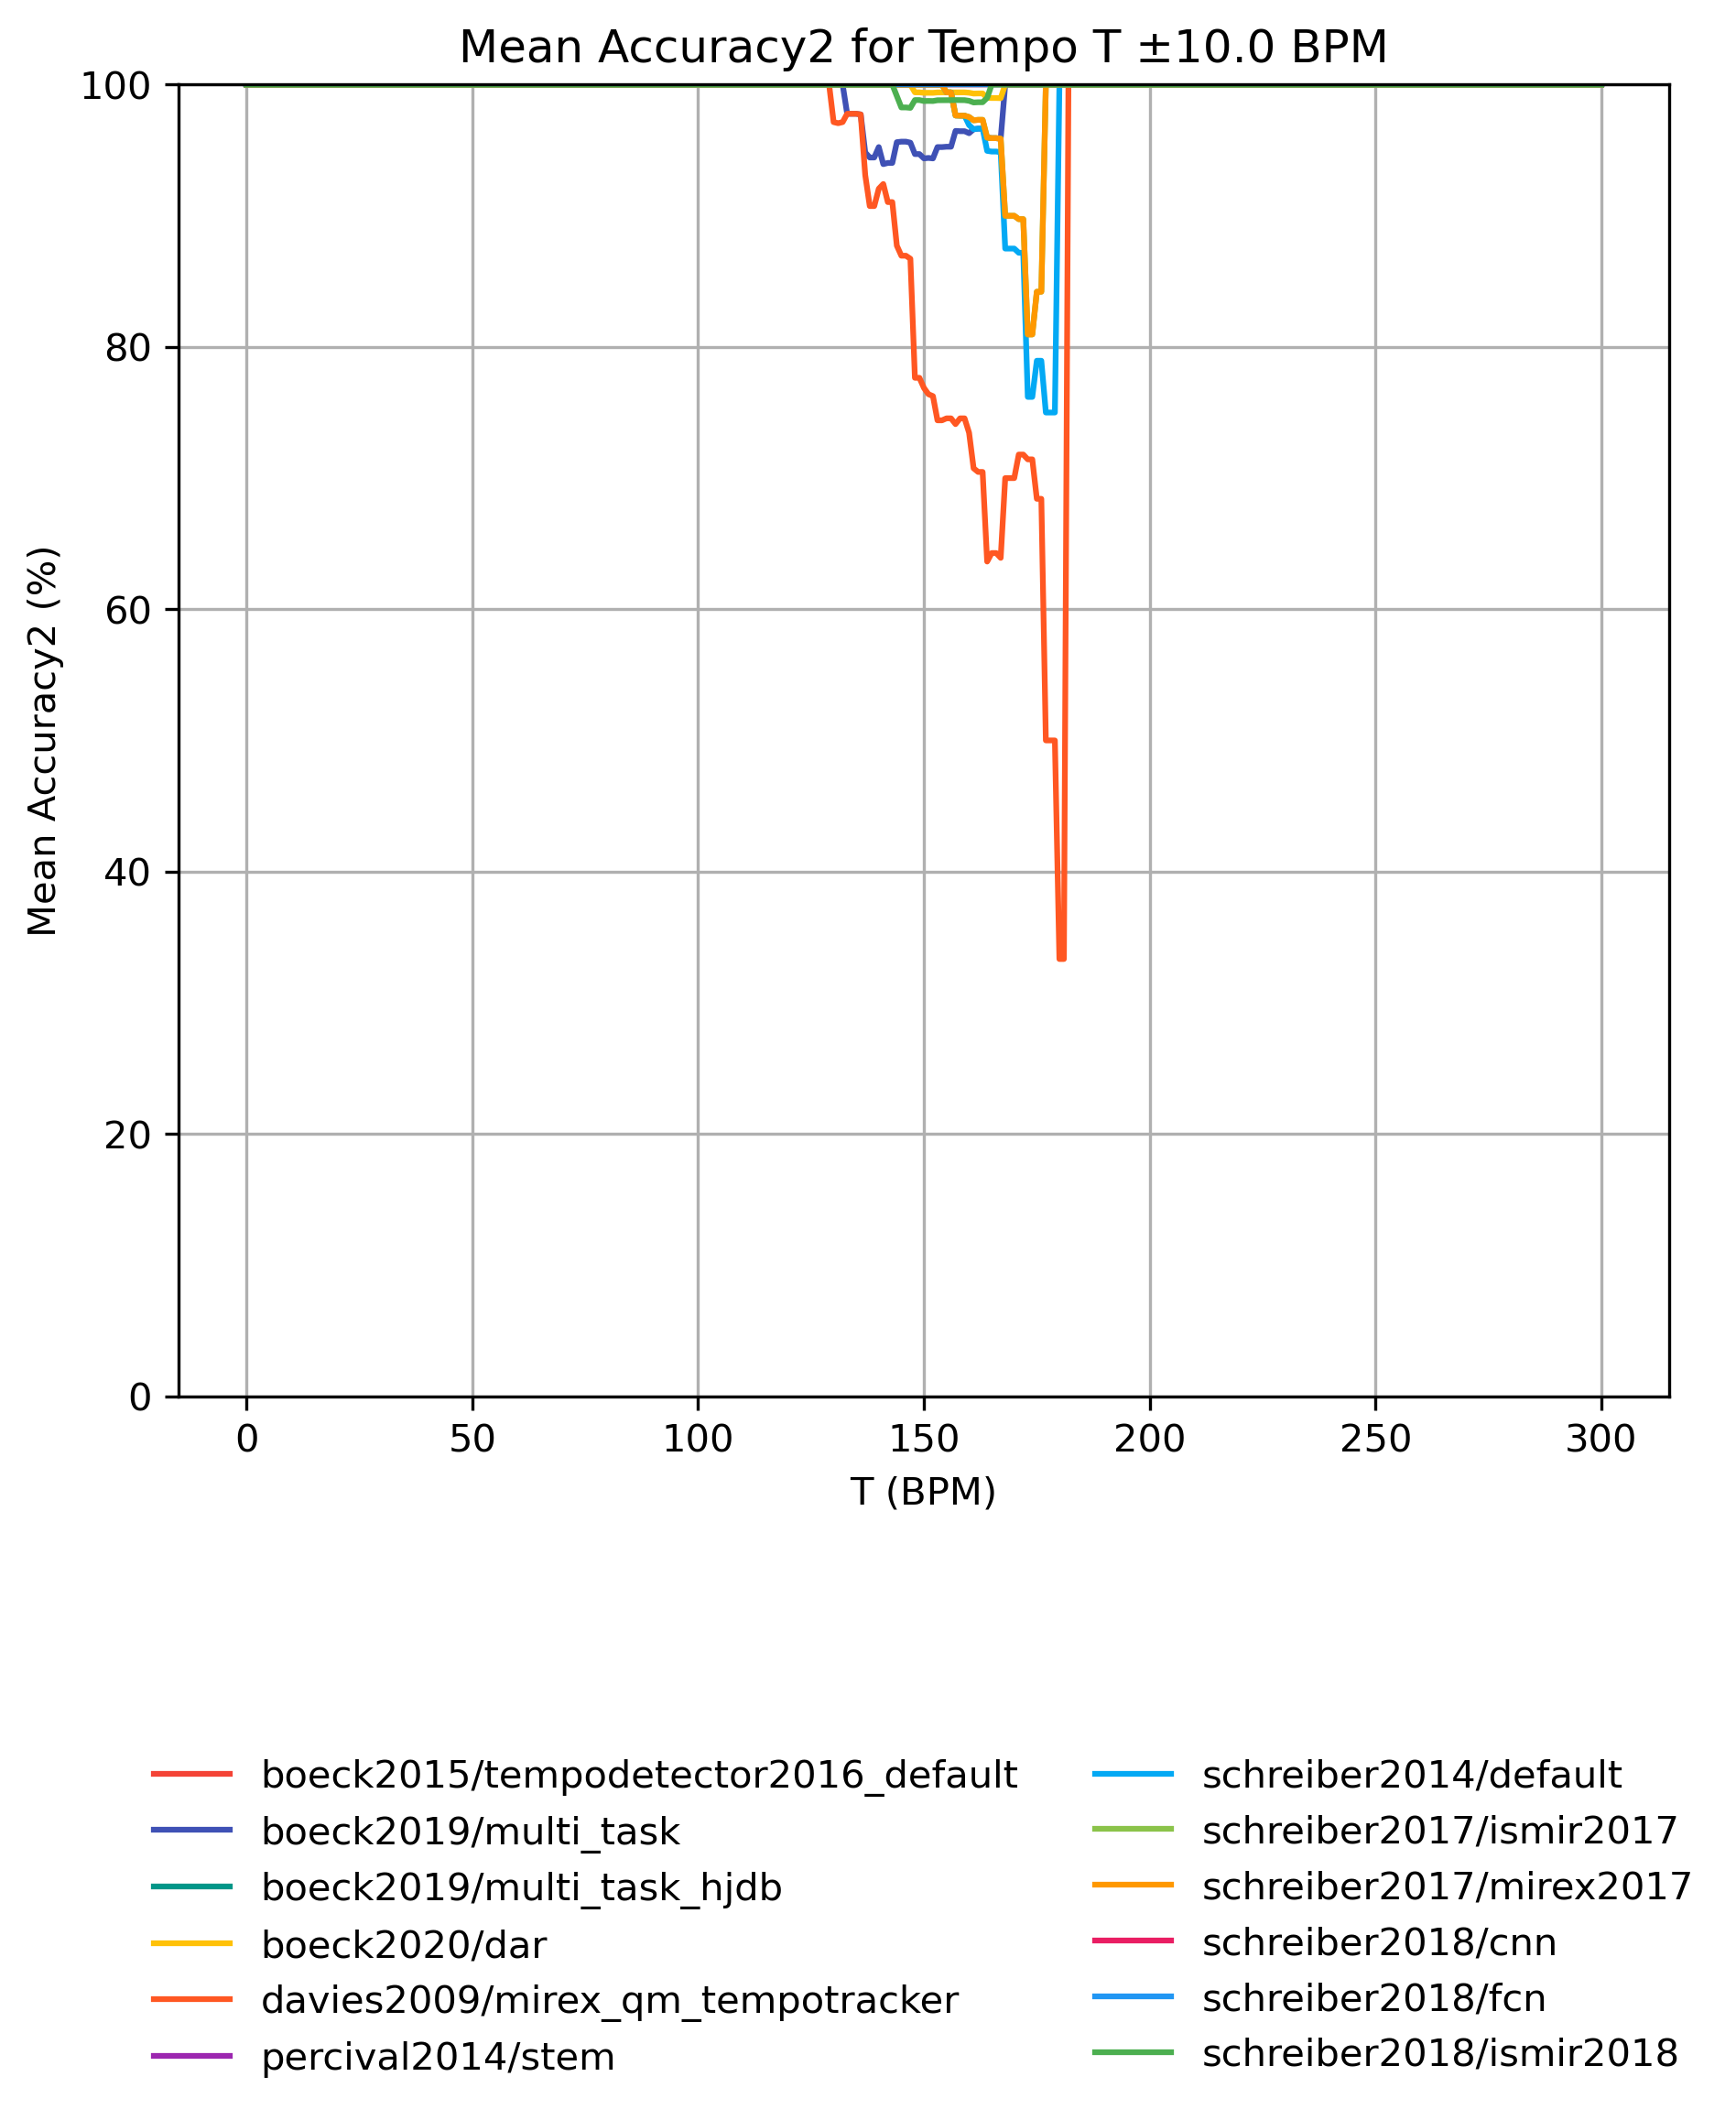 Mean Accuracy2 for Tempo T ±10.0 BPM
100
80
60
40
20
0
Mean Accuracy2 (%)
0 50 100 150 200 250 300
T (BPM)
boeck2015/tempodetector2016_default
boeck2019/multi_task
boeck2019/multi_task_hjdb
boeck2020/dar
davies2009/mirex_qm_tempotracker
percival2014/stem
schreiber2014/default
schreiber2017/ismir2017
schreiber2017/mirex2017
schreiber2018/cnn
schreiber2018/fcn
schreiber2018/ismir2018